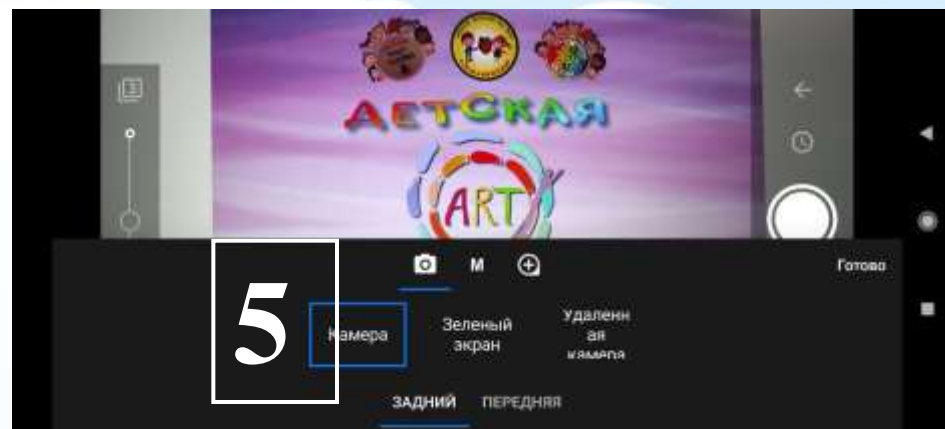 ДЕТСКАЯ
ART
М
Готово
5
Камера
Зеленый
экран
Удаленн
ая
камера
ЗАДНИЙ ПЕРЕДНЯЯ